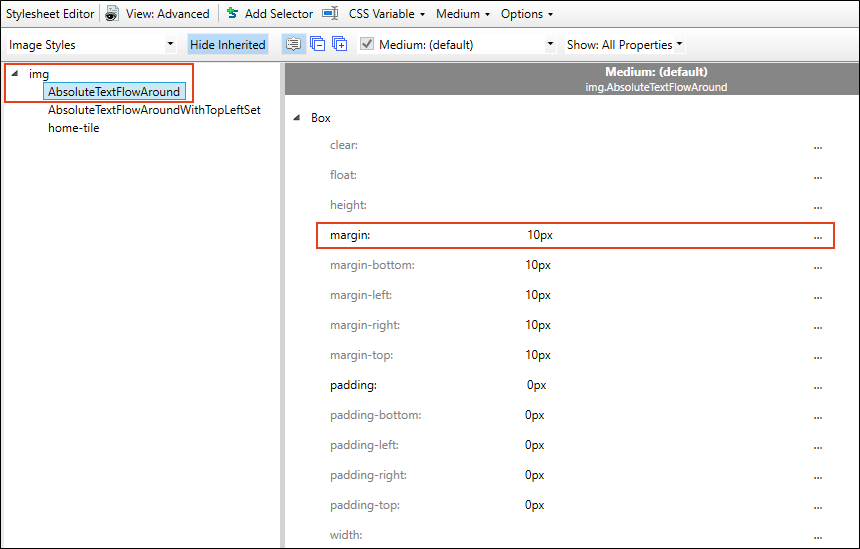 Stylesheet Editor View: Advanced Add Selector CSS Variable Medium Options
Image Styles Hide Inherited Medium: (default) Show: All Properties
img
AbsoluteTextFlowAround
AbsoluteTextFlowAroundWithTopLeftSet
home-tile
Medium: (default)
img.AbsoluteTextFlowAround
Box
clear: ...
float: ...
height: ...
margin: 10px ...
margin-bottom: 10px ...
margin-left: 10px ...
margin-right: 10px ...
margin-top: 10px ...
padding: 0px ...
padding-bottom: 0px ...
padding-left: 0px ...
padding-right: 0px ...
padding-top: 0px ...
width: ...